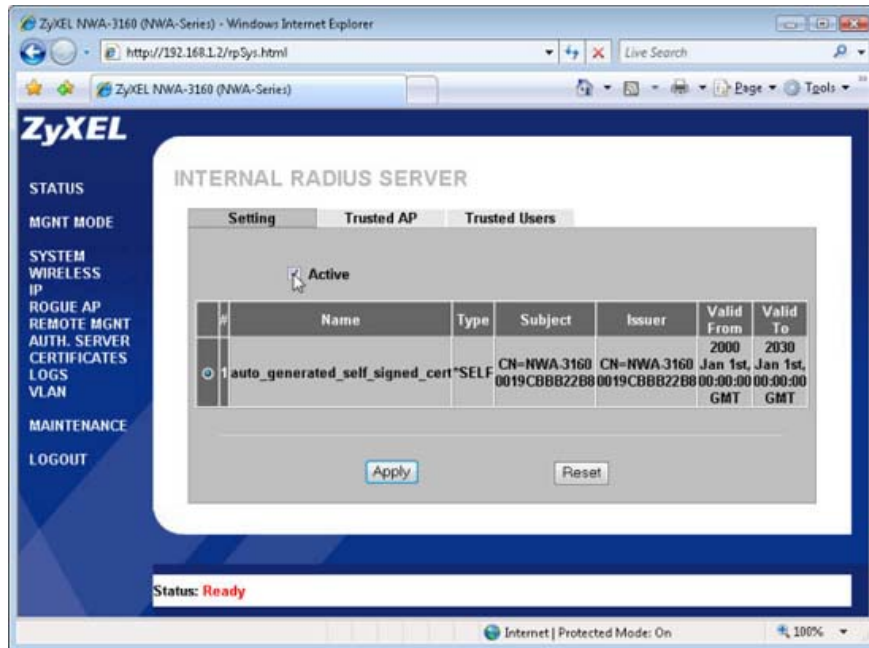 ZyXEL NWA-3160 (NWA-Series) - Windows Internet Explorer
http://192.168.1.2/rpSys.html
Live Search
ZyXEL NWA-3160 (NWA-Series)
Page
Tools
ZyXEL
STATUS
MGNT MODE
SYSTEM
WIRELESS
IP
ROGUE AP
REMOTE MGNT
AUTH. SERVER
CERTIFICATES
LOGS
VLAN
MAINTENANCE
LOGOUT
INTERNAL RADIUS SERVER
Setting Trusted AP Trusted Users
Active
# Name Type Subject Issuer Valid From Valid To
1 auto_generated_self_signed_cert *SELF CN=NWA-3160 0019CBBB22B8 CN=NWA-3160 0019CBBB22B8 2000 Jan 1st, 00:00:00 GMT 2030 Jan 1st, 00:00:00 GMT
Apply Reset
Status: Ready
Internet | Protected Mode: On
100%